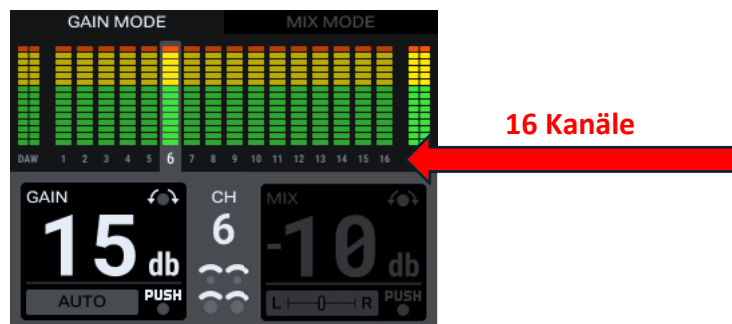 GAIN MODE MIX MODE
16 Kanäle
DAW 1 2 3 4 5 6 7 8 9 10 11 12 13 14 15 16
GAIN CH MIX
15 db 6 -10 db
AUTO PUSH L R PUSH